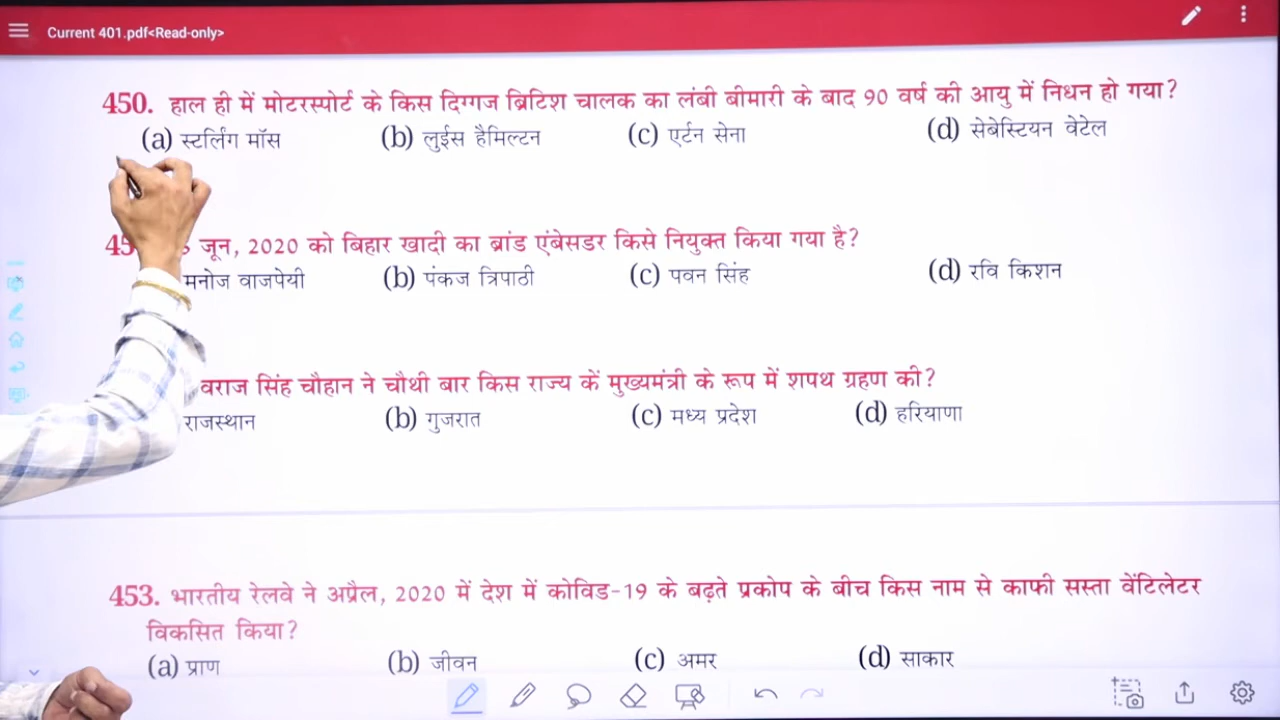 Current 401.pdf<Read-only>
450. हाल ही में मोटरस्पोर्ट के किस दिग्गज ब्रिटिश चालक का लंबी बीमारी के बाद 90 वर्ष की आयु में निधन हो गया?
(a) स्टर्लिंग मॉस (b) लुईस हैमिल्टन (c) एर्टन सेना (d) सेबेस्टियन वेटेल
जून, 2020 को बिहार खादी का ब्रांड एंबेसडर किसे नियुक्त किया गया है?
मनोज वाजपेयी (b) पंकज त्रिपाठी (c) पवन सिंह (d) रवि किशन
वराज सिंह चौहान ने चौथी बार किस राज्य कें मुख्यमंत्री के रूप में शपथ ग्रहण की?
राजस्थान (b) गुजरात (c) मध्य प्रदेश (d) हरियाणा
453. भारतीय रेलवे ने अप्रैल, 2020 में देश में कोविड-19 के बढ़ते प्रकोप के बीच किस नाम से काफी सस्ता वेंटिलेटर
विकसित किया?
(a) प्राण (b) जीवन (c) अमर (d) साकार